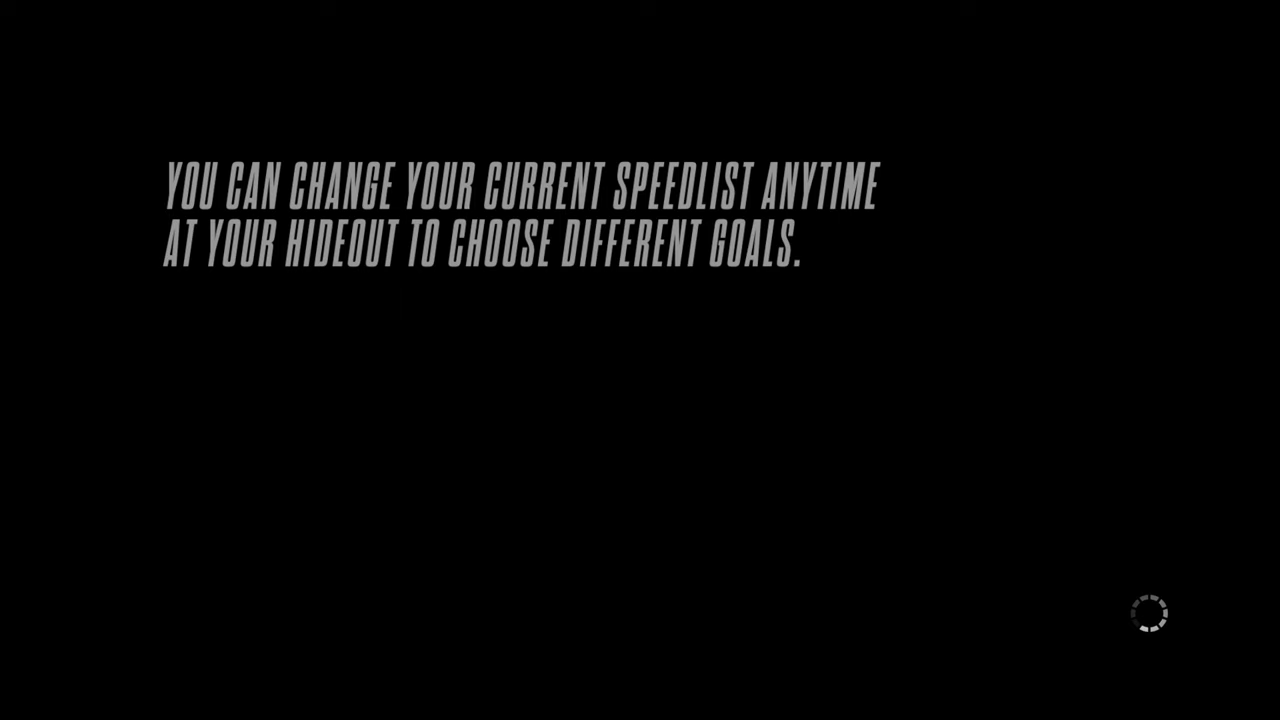 YOU CAN CHANGE YOUR CURRENT SPEEDLIST ANYTIME
AT YOUR HIDEOUT TO CHOOSE DIFFERENT GOALS.